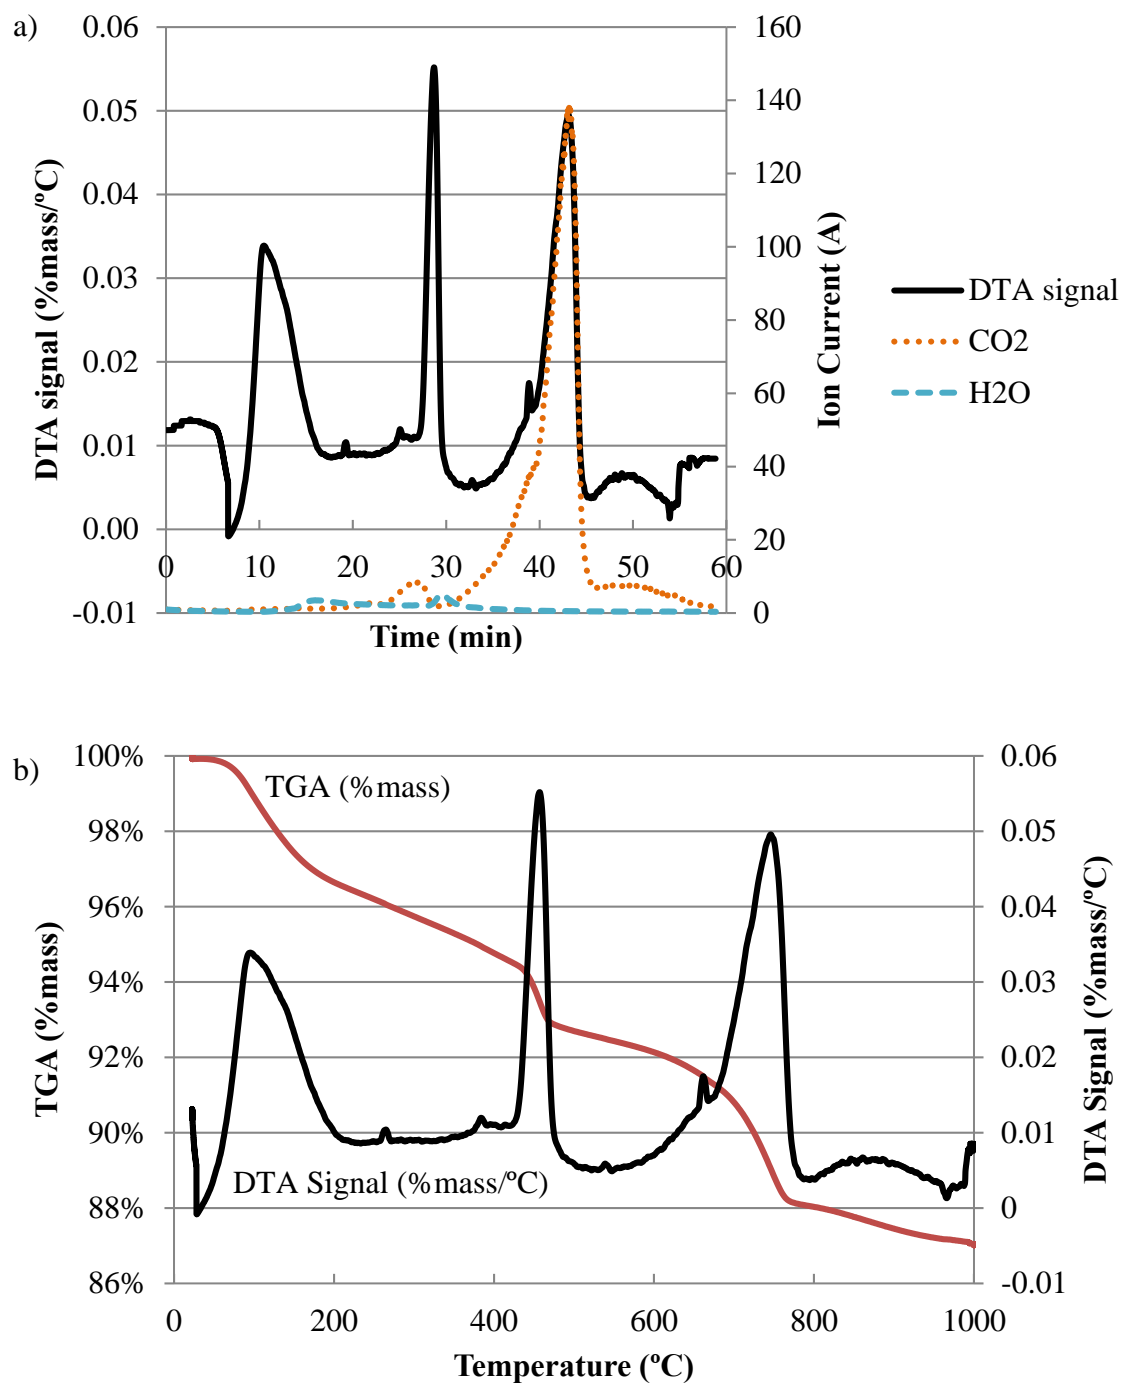 a)
0.06
0.05
0.04
0.03
0.02
0.01
0.00
-0.01
DTA signal (%mass/ºC)
0 10 20 30 40 50 60
Time (min)
160
140
120
100
80
60
40
20
0
Ion Current (A)
DTA signal
CO2
H2O
b)
100%
98%
96%
94%
92%
90%
88%
86%
TGA (%mass)
TGA (%mass)
DTA Signal (%mass/ºC)
0 200 400 600 800 1000
Temperature (ºC)
0.06
0.05
0.04
0.03
0.02
0.01
0
-0.01
DTA Signal (%mass/ºC)